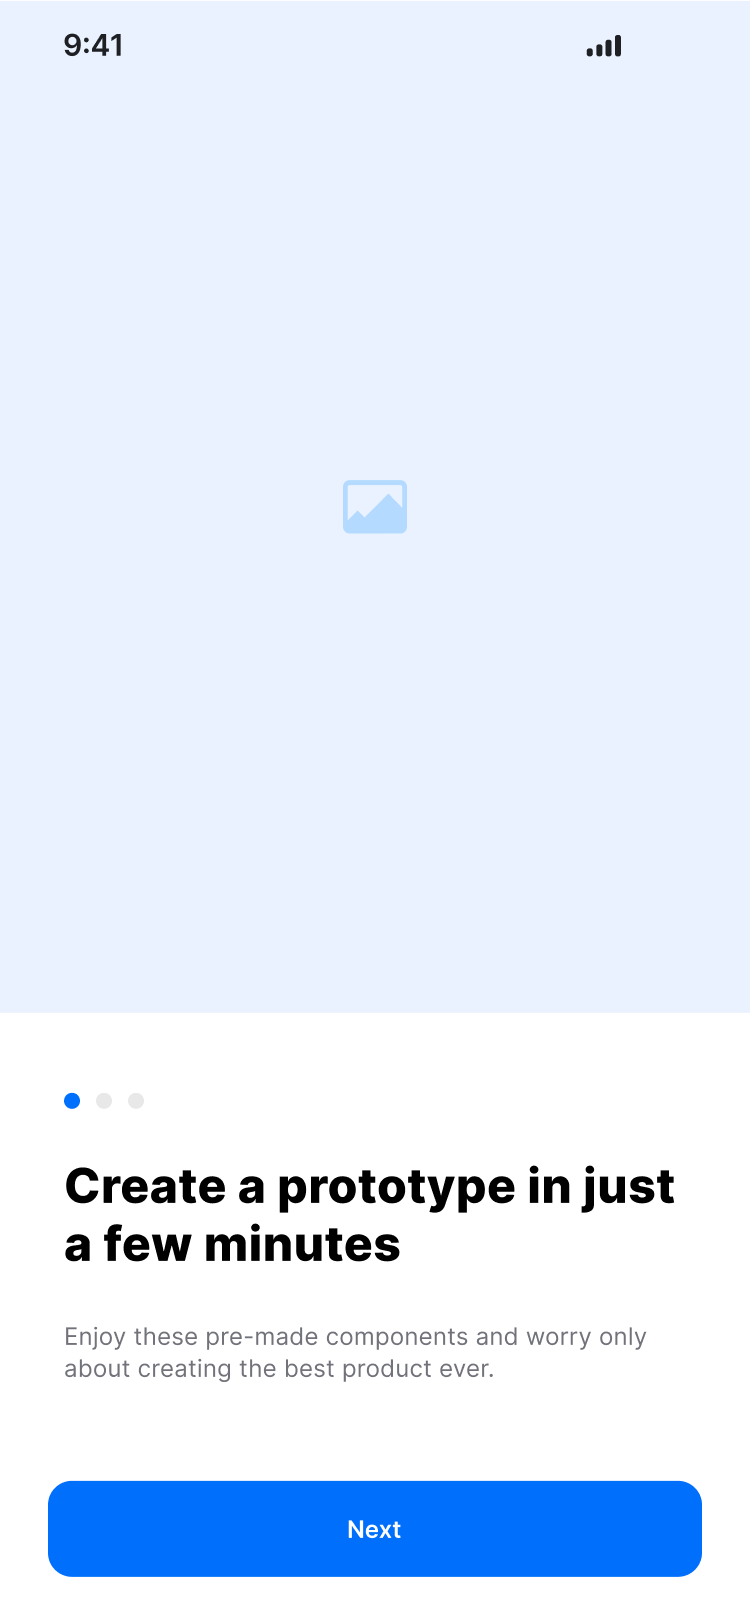 9:41
Create a prototype in just
a few minutes
Enjoy these pre-made components and worry only
about creating the best product ever.
Next